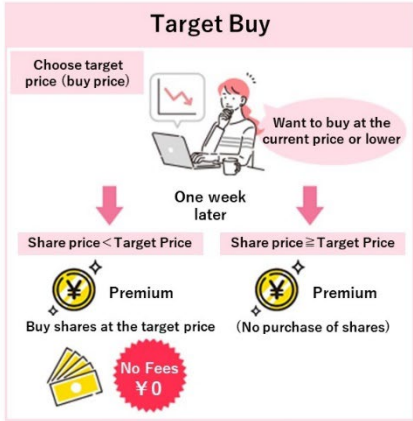 Target Buy
Choose target
price (buy price)
Want to buy at the
current price or lower
One week
later
Share price<Target Price
Share price≧Target Price
¥
Premium
¥
Premium
Buy shares at the target price
(No purchase of shares)
No Fees
¥0